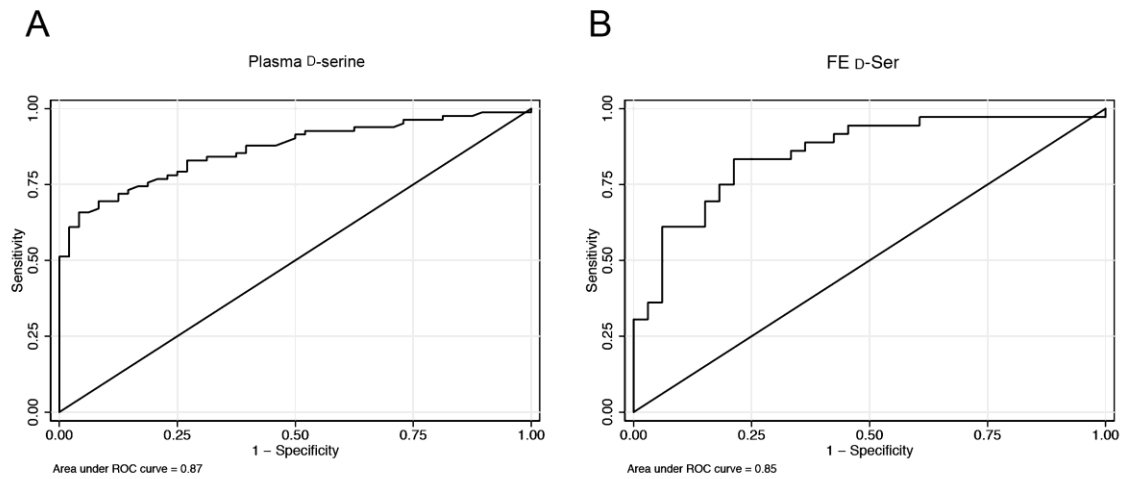 A
Plasma D-serine
Sensitivity
1.00
0.75
0.50
0.25
0.00
0.00 0.25 0.50 0.75 1.00
1 – Specificity
Area under ROC curve = 0.87
B
FE D-Ser
Sensitivity
1.00
0.75
0.50
0.25
0.00
0.00 0.25 0.50 0.75 1.00
1 – Specificity
Area under ROC curve = 0.85